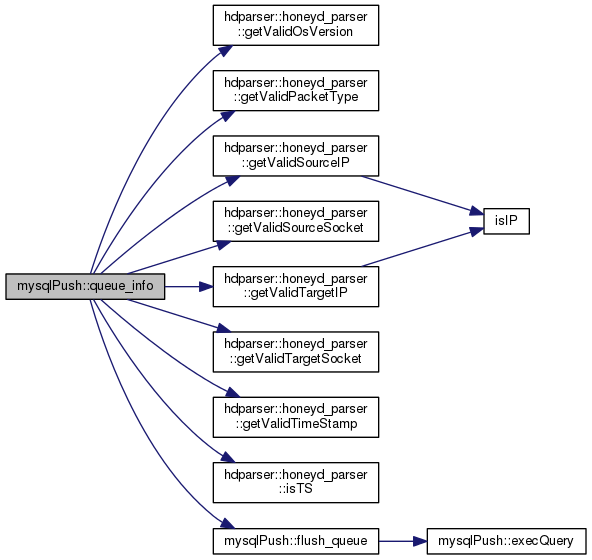 hdparser::honeyd_parser
::getValidOsVersion
hdparser::honeyd_parser
::getValidPacketType
hdparser::honeyd_parser
::getValidSourceIP
hdparser::honeyd_parser
::getValidSourceSocket
isIP
mysqlPush::queue_info
hdparser::honeyd_parser
::getValidTargetIP
hdparser::honeyd_parser
::getValidTargetSocket
hdparser::honeyd_parser
::getValidTimeStamp
hdparser::honeyd_parser
::isTS
mysqlPush::flush_queue
mysqlPush::execQuery